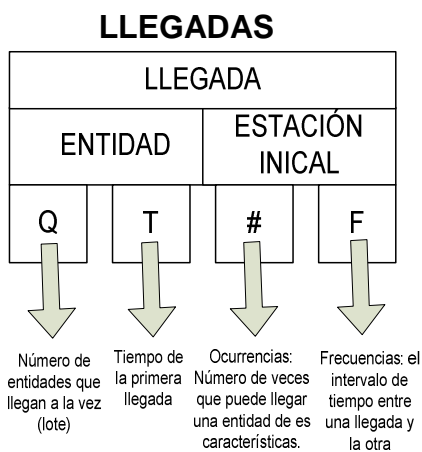 LLEGADAS
LLEGADA
ENTIDAD
ESTACIÓN
INICAL
Q T # F
Número de
entidades que
llegan a la vez
(lote)
Tiempo de
la primera
llegada
Ocurrencias:
Número de veces
que puede llegar
una entidad de es
características.
Frecuencias: el
intervalo de
tiempo entre
una llegada y
la otra